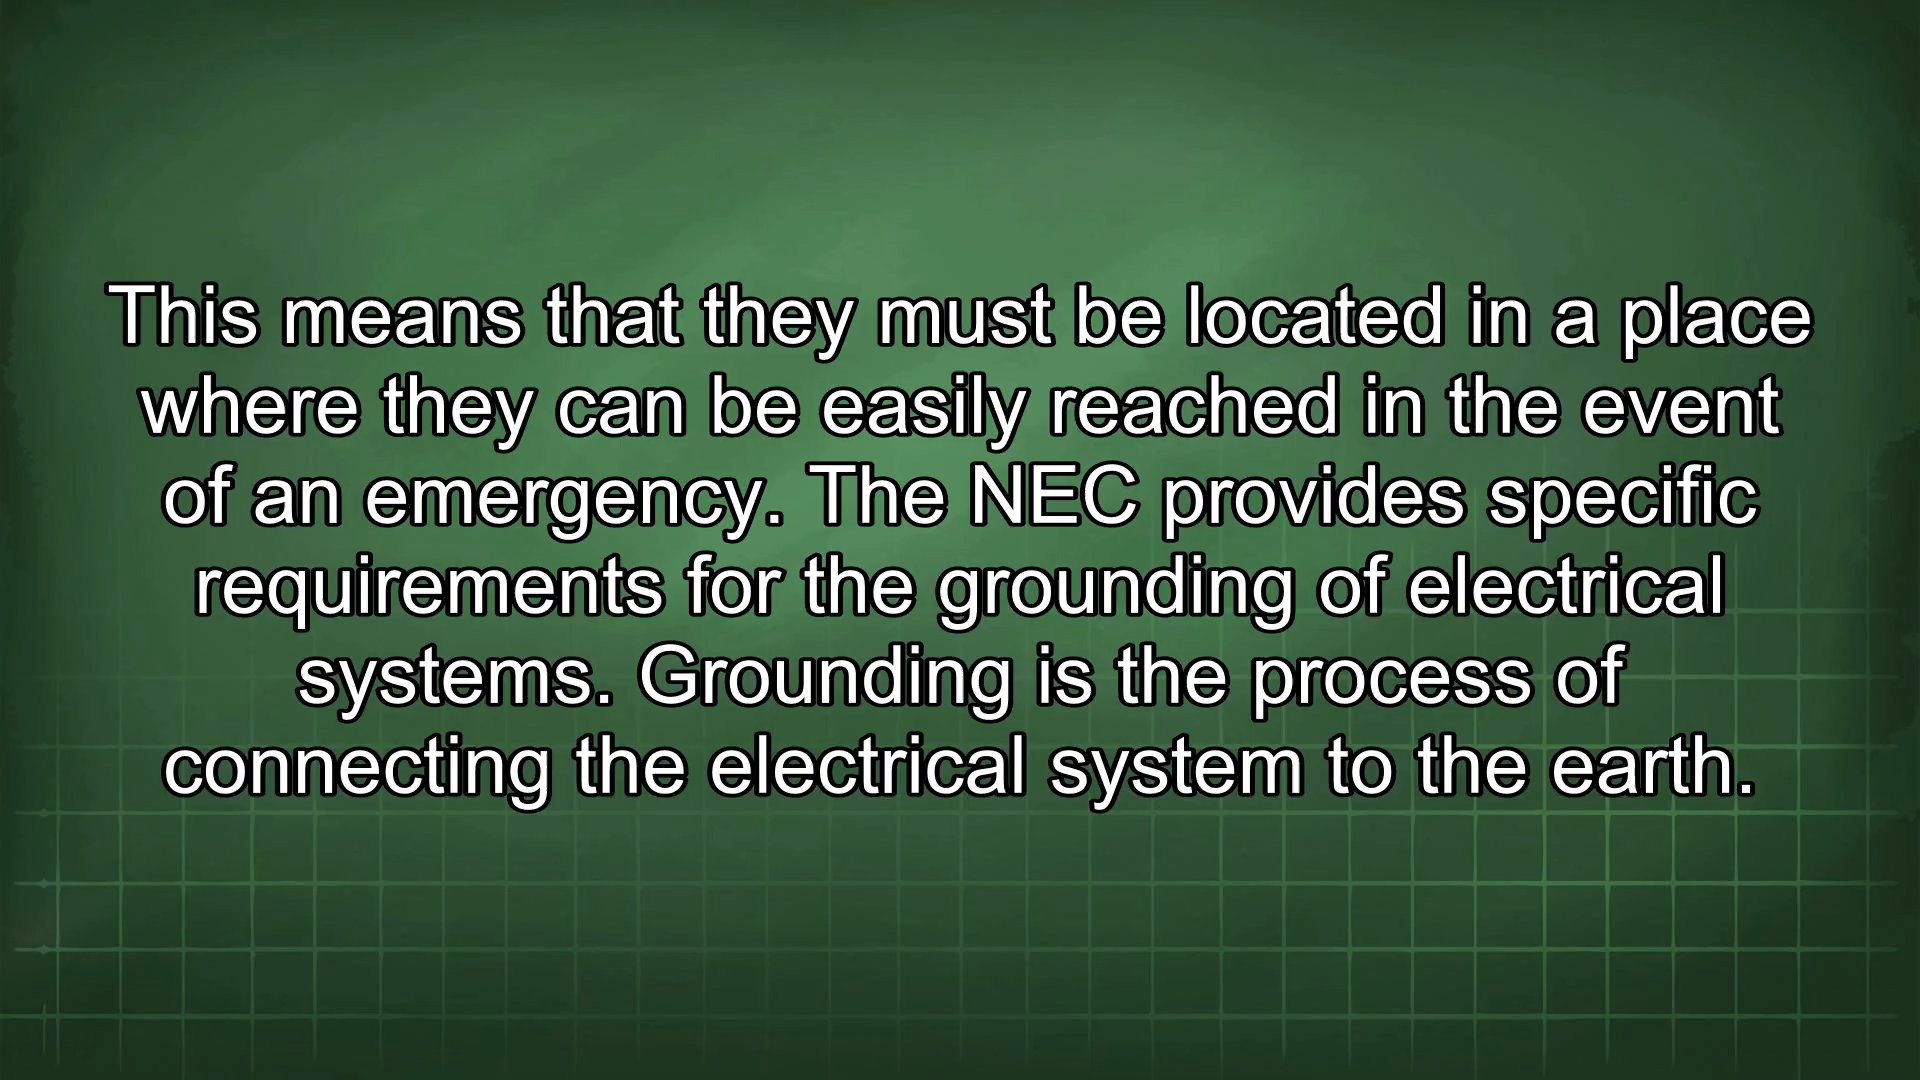 This means that they must be located in a place
where they can be easily reached in the event
of an emergency. The NEC provides specific
requirements for the grounding of electrical
systems. Grounding is the process of
connecting the electrical system to the earth.